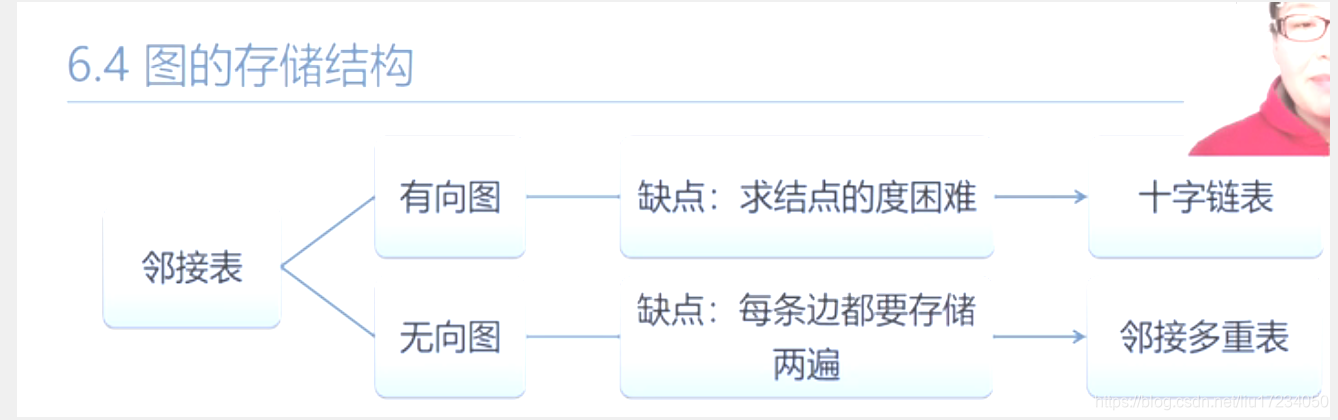 6.4 图的存储结构
有向图
缺点：求结点的度困难
十字链表
邻接表
无向图
缺点：每条边都要存储
两遍
邻接多重表
https://blog.csdn.net/liu17234050